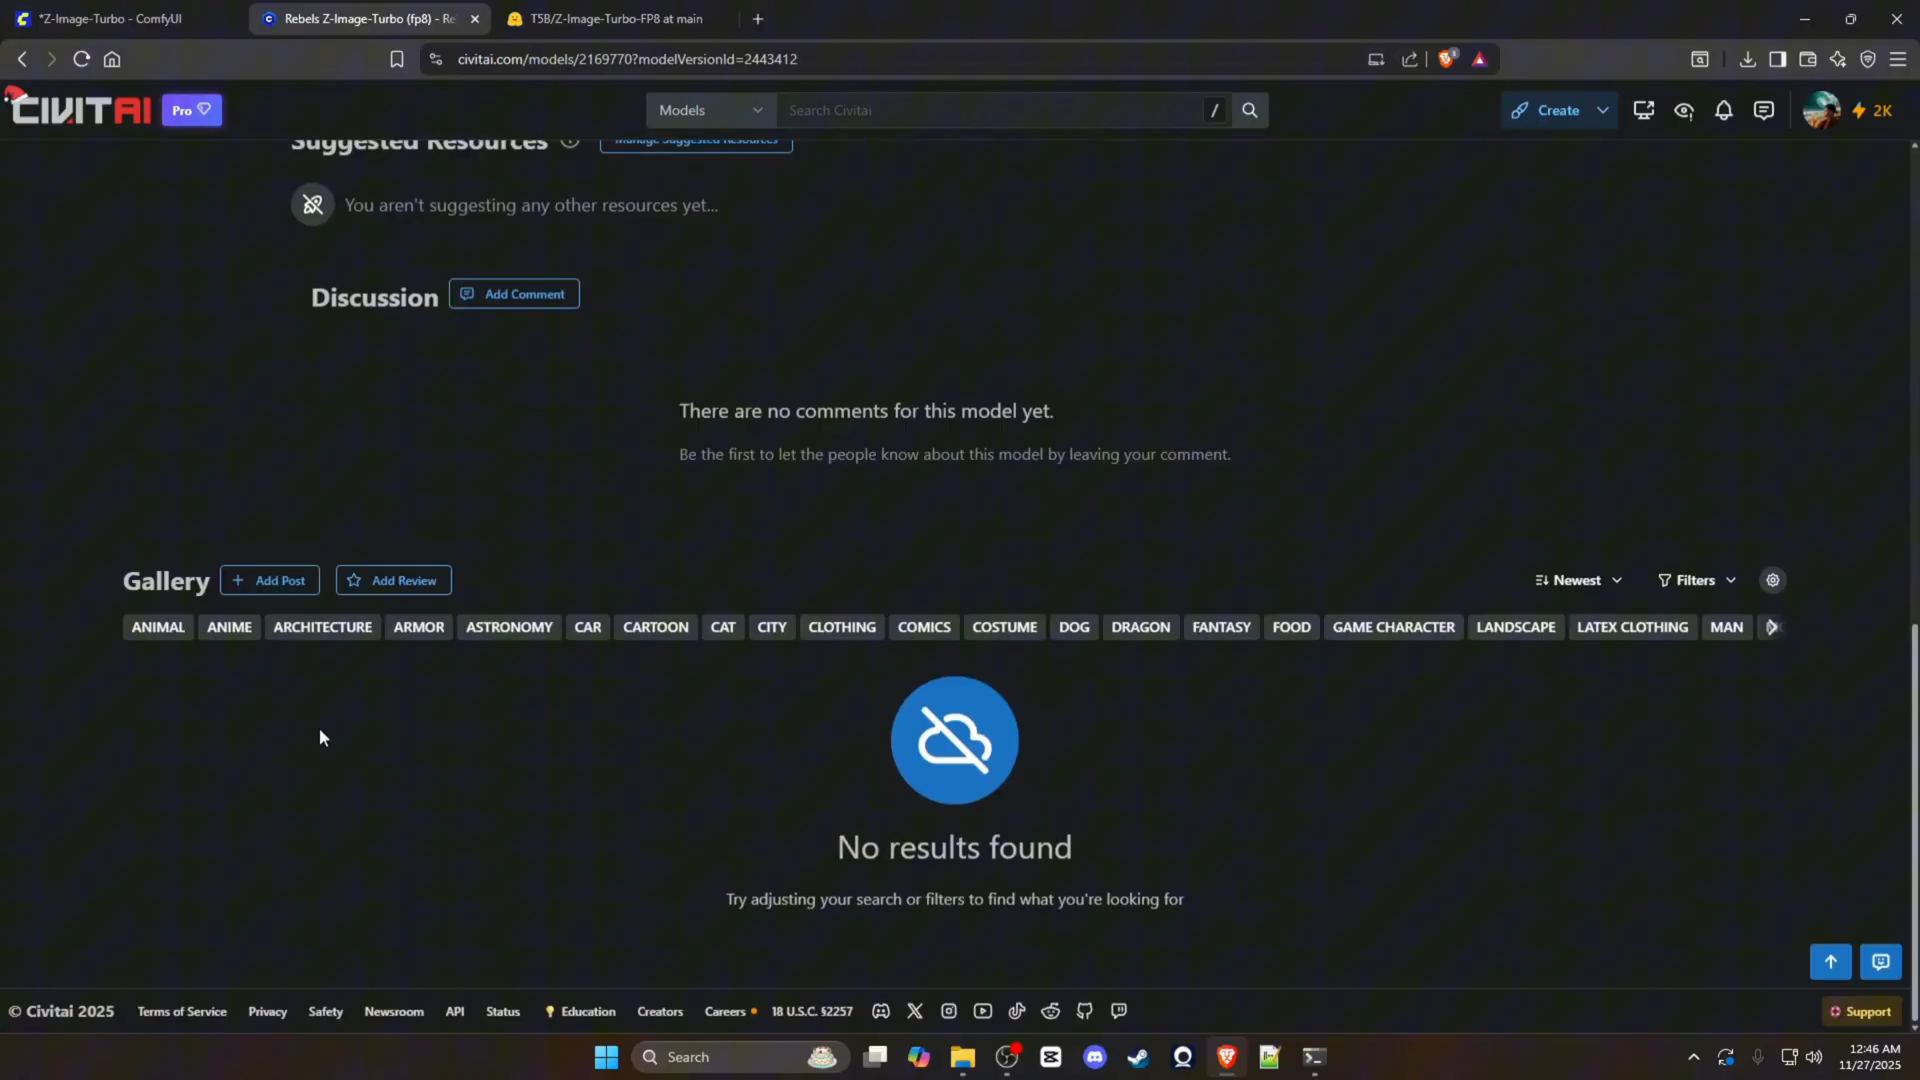 *Z-Image-Turbo - ComfyUI
Rebels Z-Image-Turbo (fp8) - Re
T5B/Z-Image-Turbo-FP8 at main
civitai.com/models/2169770?modelVersionId=2443412
CIVITAI
Pro
Models
Search Civitai
/
Create
2K
Suggested Resources
Manage Suggested Resources
You aren't suggesting any other resources yet...
Discussion
Add Comment
There are no comments for this model yet.
Be the first to let the people know about this model by leaving your comment.
Gallery
Add Post
Add Review
Newest
Filters
ANIMAL ANIME ARCHITECTURE ARMOR ASTRONOMY CAR CARTOON CAT CITY CLOTHING COMICS COSTUME DOG DRAGON FANTASY FOOD GAME CHARACTER LANDSCAPE LATEX CLOTHING MAN
No results found
Try adjusting your search or filters to find what you're looking for
© Civitai 2025 Terms of Service Privacy Safety Newsroom API Status Education Creators Careers 18 U.S.C. §2257
Support
Search
12:46 AM
11/27/2025